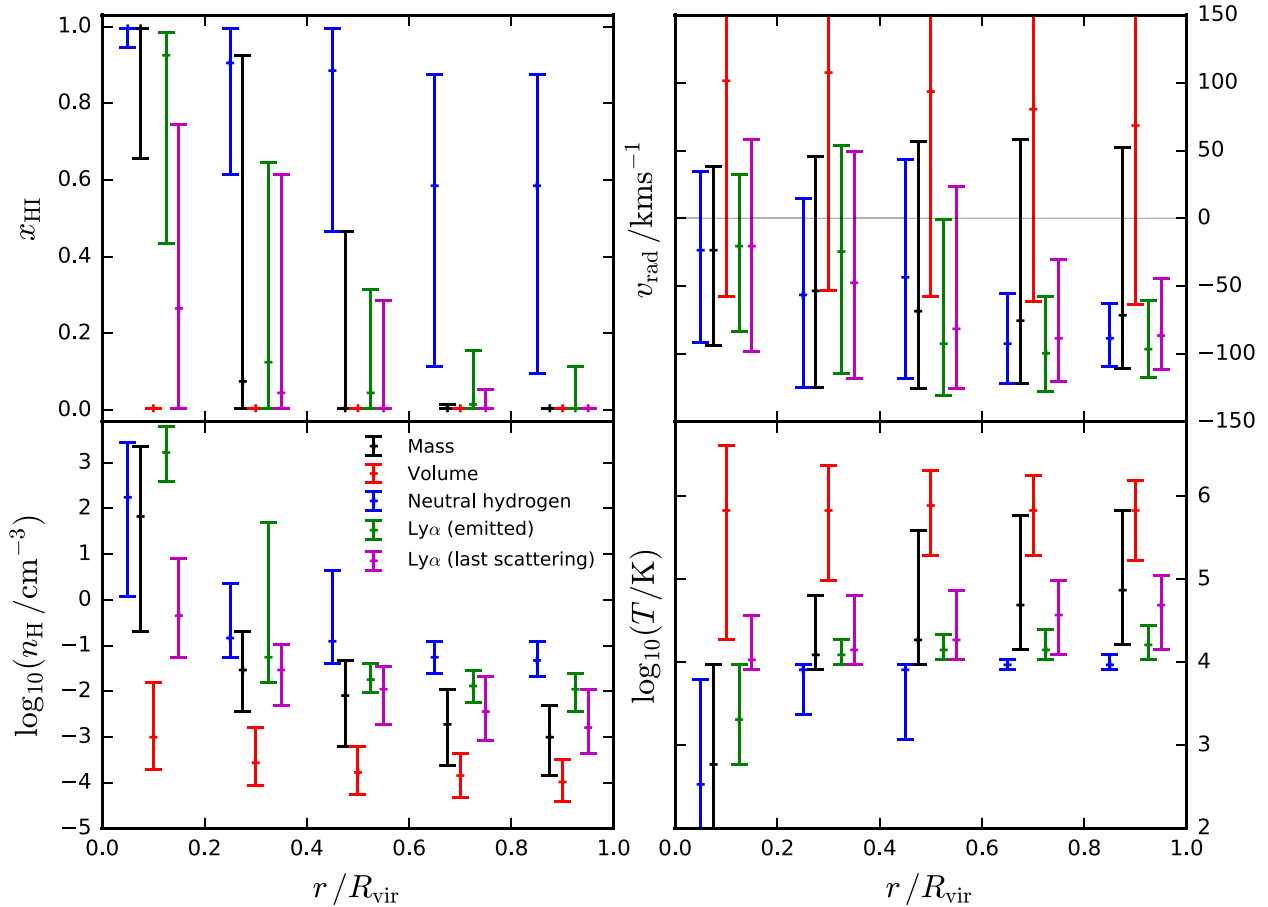 1.0
0.8
0.6
0.4
0.2
0.0
x_HI
150
100
50
0
−50
−100
−150
v_rad / kms⁻¹
3
2
1
0
−1
−2
−3
−4
−5
log₁₀(n_H / cm⁻³)
Mass
Volume
Neutral hydrogen
Lyα (emitted)
Lyα (last scattering)
6
5
4
3
2
log₁₀(T/K)
0.0 0.2 0.4 0.6 0.8 1.0
r / R_vir
0.0 0.2 0.4 0.6 0.8 1.0
r / R_vir